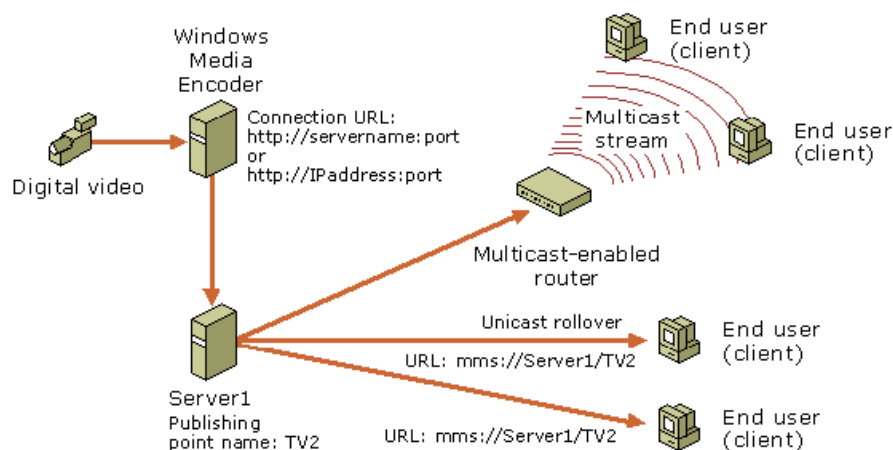 Windows
Media
Encoder
Connection URL:
http://servername:port
or
http://IPaddress:port
Digital video
End user
(client)
Multicast
stream
End user
(client)
Multicast-enabled
router
Unicast rollover
URL: mms://Server1/TV2
End user
(client)
Server1
Publishing
point name: TV2
URL: mms://Server1/TV2
End user
(client)